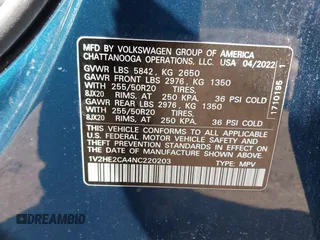 MFD BY VOLKSWAGEN GROUP OF AMERICA
CHATTANOOGA OPERATIONS, LLC. USA 04/2022
GVWR LBS 5842, KG 2650
GAWR FRONT LBS 2976, KG 1350
WITH 255/50R20 TIRES,
8JX20 RIMS, AT 250 KPA, 36 PSI COLD
GAWR REAR LBS 2976, KG 1350
WITH 255/50R20 TIRES,
8JX20 RIMS, AT 250 KPA, 36 PSI COLD
THIS VEHICLE CONFORMS TO ALL APPLICABLE
U.S. FEDERAL MOTOR VEHICLE SAFETY
STANDARDS IN EFFECT ON THE DATE OF
MANUFACTURE SHOWN ABOVE.
1V2HE2CA4NC220203 TYPE: MPV
1710196 1
DREAMBID